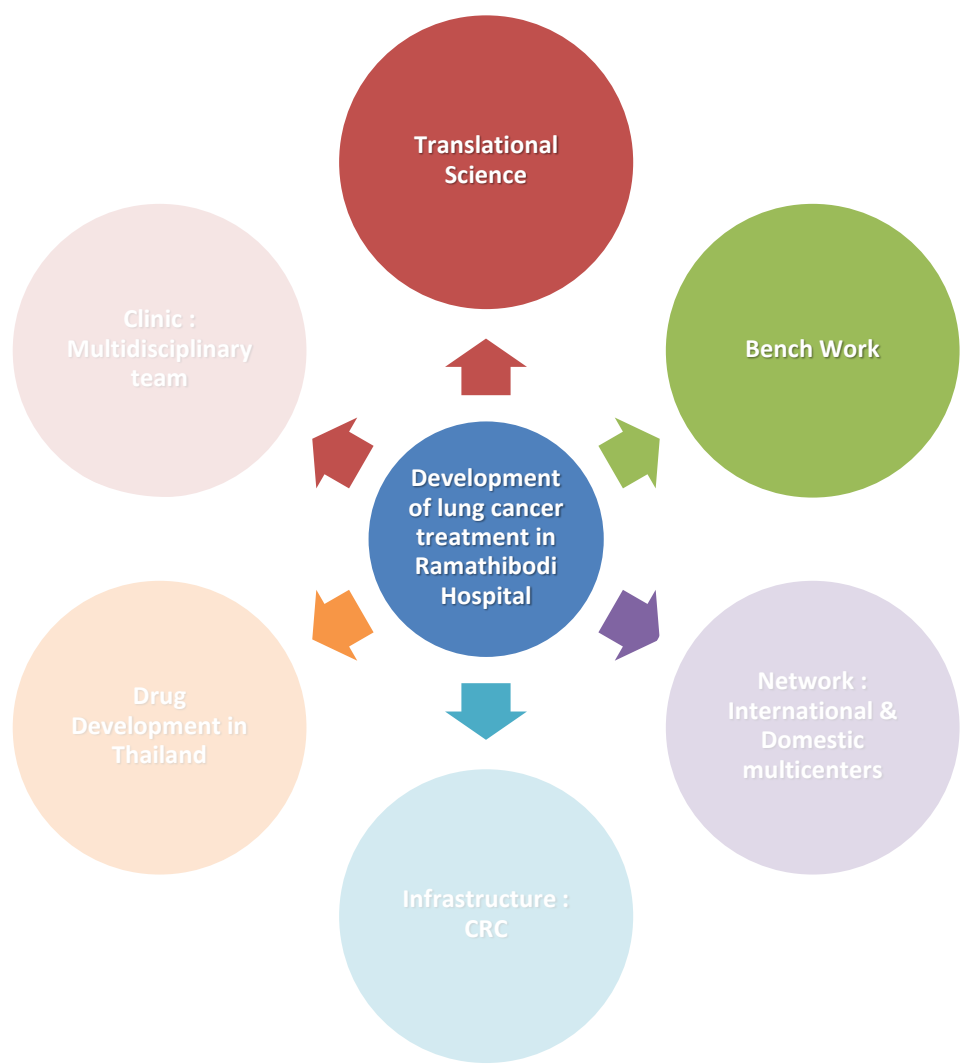 Translational
Science
Clinic :
Multidisciplinary
team
Bench Work
Development
of lung cancer
treatment in
Ramathibodi
Hospital
Drug
Development in
Thailand
Network :
International &
Domestic
multicenters
Infrastructure :
CRC